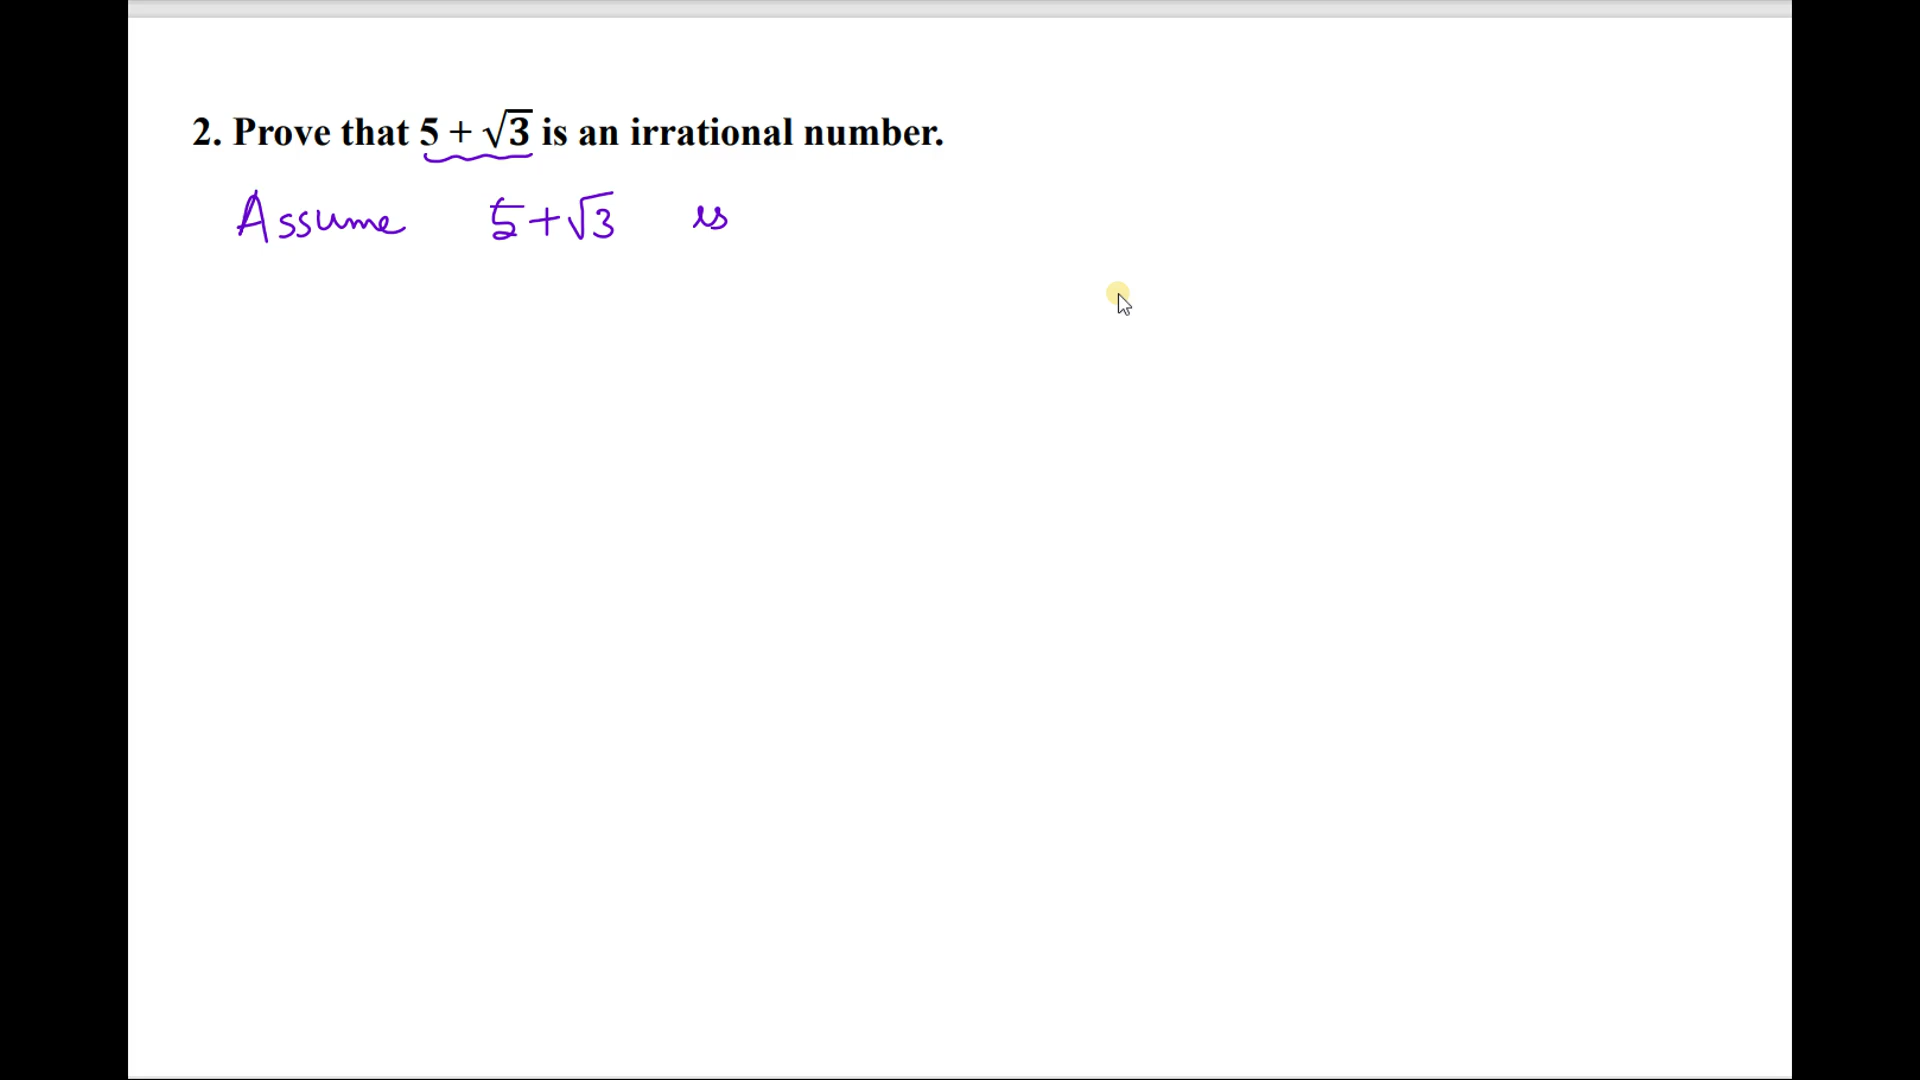 2. Prove that 5 + √3 is an irrational number.
Assume 5+√3 is